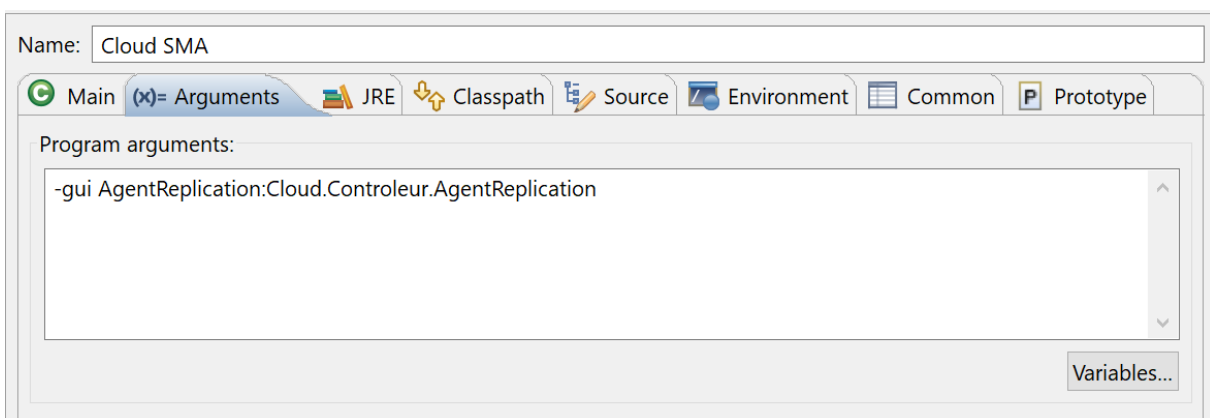 Name: Cloud SMA
Main (x)= Arguments JRE Classpath Source Environment Common P Prototype
Program arguments:
-gui AgentReplication:Cloud.Controleur.AgentReplication
Variables...